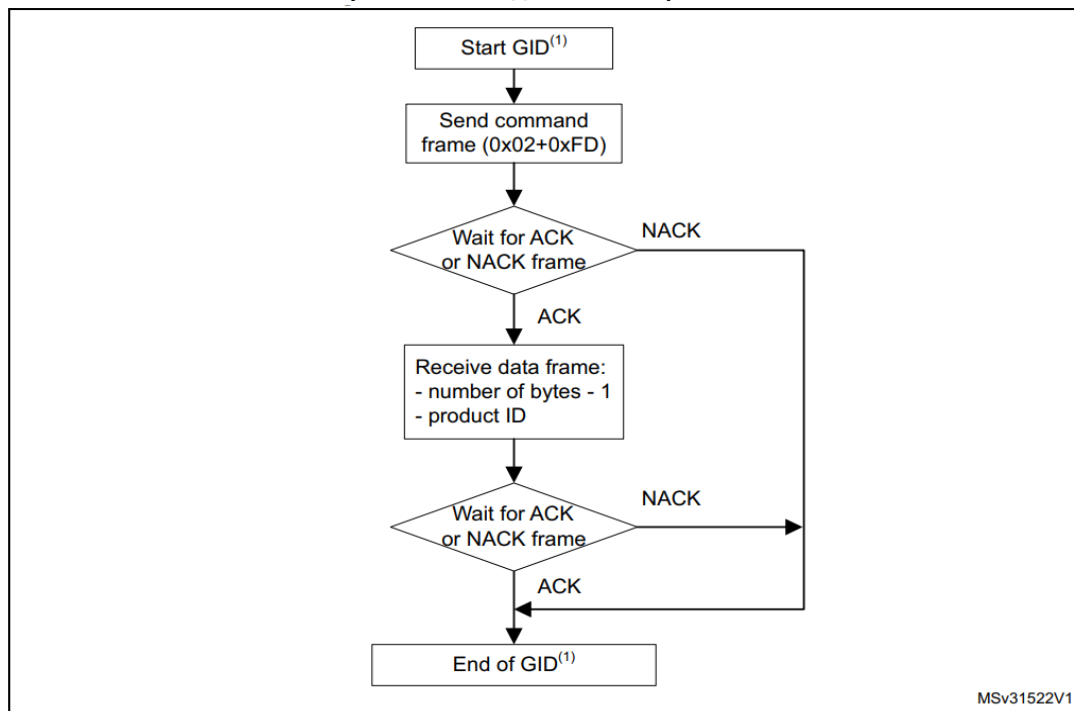 Start GID(1)
Send command
frame (0x02+0xFD)
Wait for ACK
or NACK frame
NACK
ACK
Receive data frame:
- number of bytes - 1
- product ID
Wait for ACK
or NACK frame
NACK
ACK
End of GID(1)
MSv31522V1